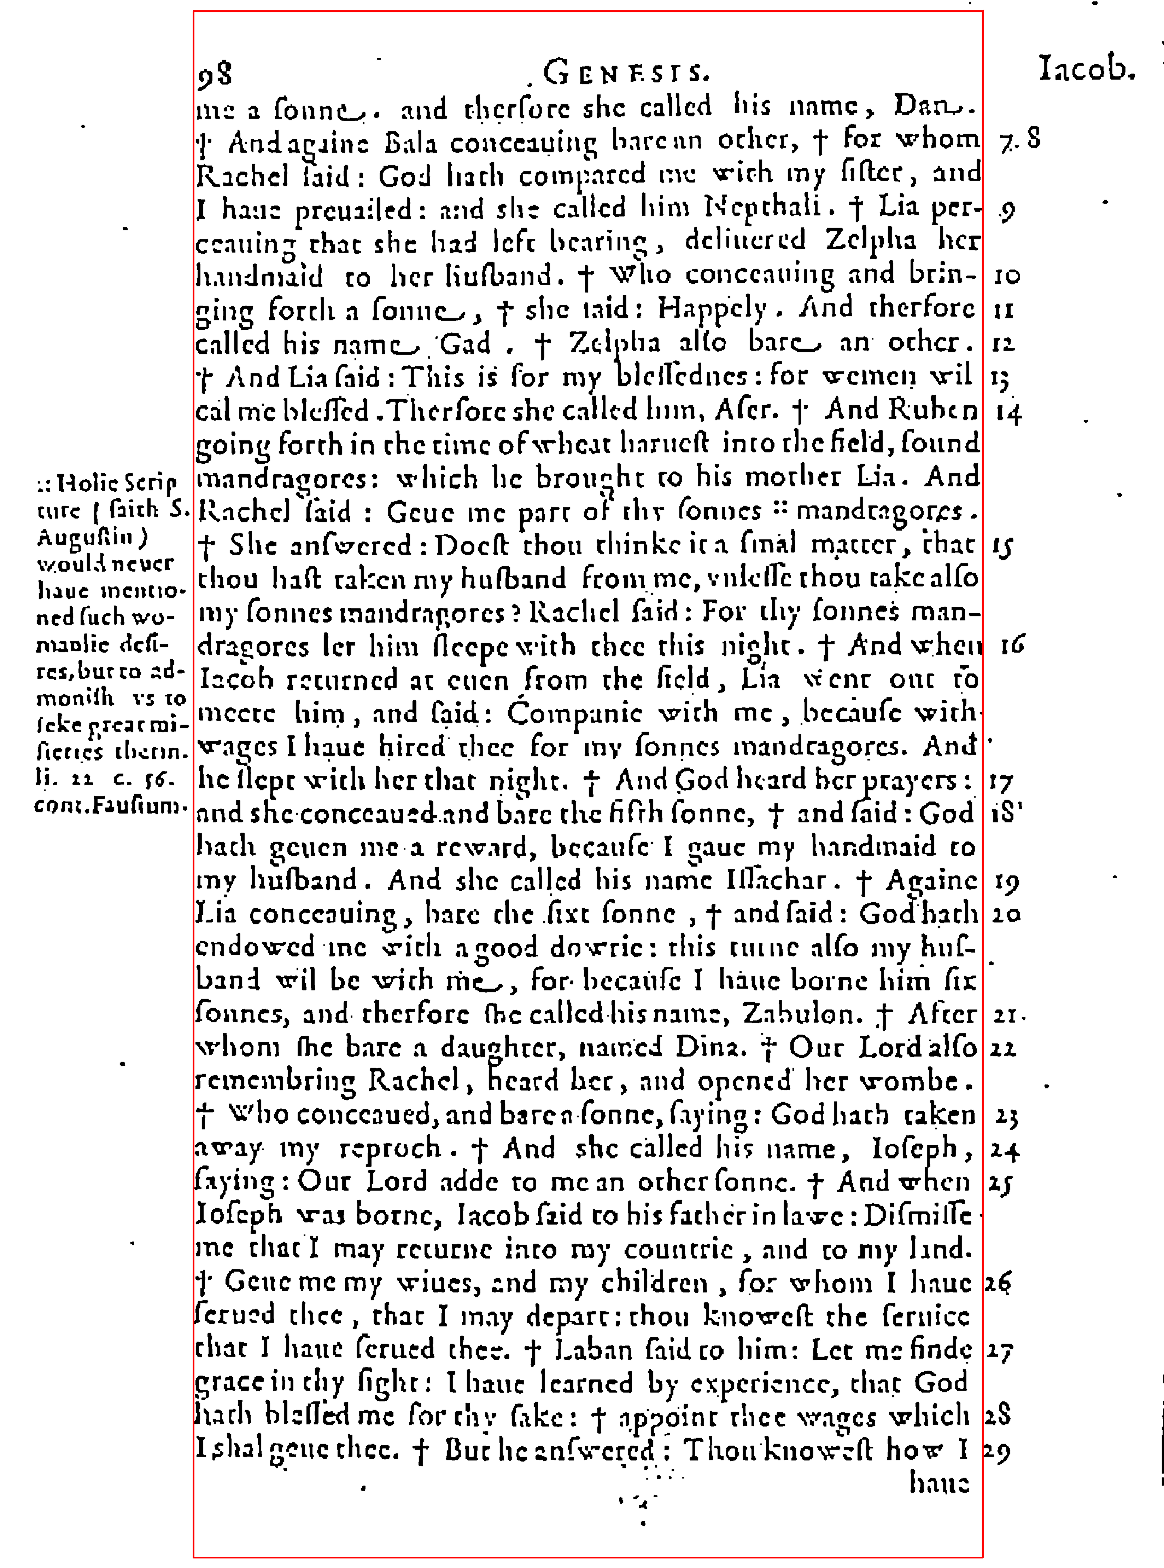 98 GENESIS. Iacob.
me a ſonne. and therfore she called his name, Dan.
† And againe Bala conceauing bare an other, † for whom 7. 8
Rachel ſaid: God hath compared me with my ſiſter, and
I haue preuailed: and she called him Nepthali. † Lia per- 9
ceauing that she had left bearing, deliuered Zelpha her
handmaid to her huſband. † Who conceauing and brin- 10
ging forth a ſonne, † she ſaid: Happely. And therfore 11
called his name Gad. † Zelpha alſo bare an other. 12
† And Lia ſaid: This is for my bleſſednes: for wemen wil 13
cal me bleſſed. Therfore she called him, Aſer. † And Ruben 14
going forth in the time of wheat harueſt into the field, found
mandragores: which he brought to his mother Lia. And
Rachel ſaid: Geue me part of thy ſonnes :: mandragores.
† She anſwered: Doeſt thou thinke it a ſmal matter, that 15
thou haſt taken my huſband from me, vnleſſe thou take alſo
my ſonnes mandragores? Rachel ſaid: For thy ſonnes man-
dragores let him ſleepe with thee this night. † And when 16
Iacob returned at euen from the field, Lia went out to
meete him, and ſaid: Companie with me, becauſe with
wages I haue hired thee for my ſonnes mandragores. And
he ſlept with her that night. † And God heard her prayers: 17
and she conceaued and bare the fifth ſonne, † and ſaid: God 18
hath geuen me a reward, becauſe I gaue my handmaid to
my huſband. And she called his name Iſſachar. † Againe 19
Lia conceauing, bare the ſixt ſonne, † and ſaid: God hath 20
endowed me with a good dowrie: this turne alſo my huſ-
band wil be with me, for becauſe I haue borne him ſix
ſonnes, and therfore ſhe called his name, Zabulon. † After 21
whom ſhe bare a daughter, named Dina. † Our Lord alſo 22
remembring Rachel, heard her, and opened her wombe.
† Who conceaued, and bare a ſonne, ſaying: God hath taken 23
away my reproch. † And she called his name, Ioſeph, 24
ſaying: Our Lord adde to me an other ſonne. † And when 25
Ioſeph was borne, Iacob ſaid to his father in lawe: Diſmiſſe
me that I may returne into my countrie, and to my land.
† Geue me my wiues, and my children, for whom I haue 26
ſerued thee, that I may depart: thou knoweſt the ſeruice
that I haue ſerued thee. † Laban ſaid to him: Let me finde 27
grace in thy ſight: I haue learned by experience, that God
hath bleſſed me for thy ſake: † appoint thee wages which 28
I shal geue thee. † But he anſwered: Thou knoweſt how I 29
haue
:: Holie Scrip
ture (ſaith S.
Auguſtin)
would neuer
haue mentio-
ned ſuch wo-
manlie deſi-
res, but to ad-
moniſh vs to
ſeke great mi-
ſteries therin.
li. 22 c. 56.
cont. Fauſtum.